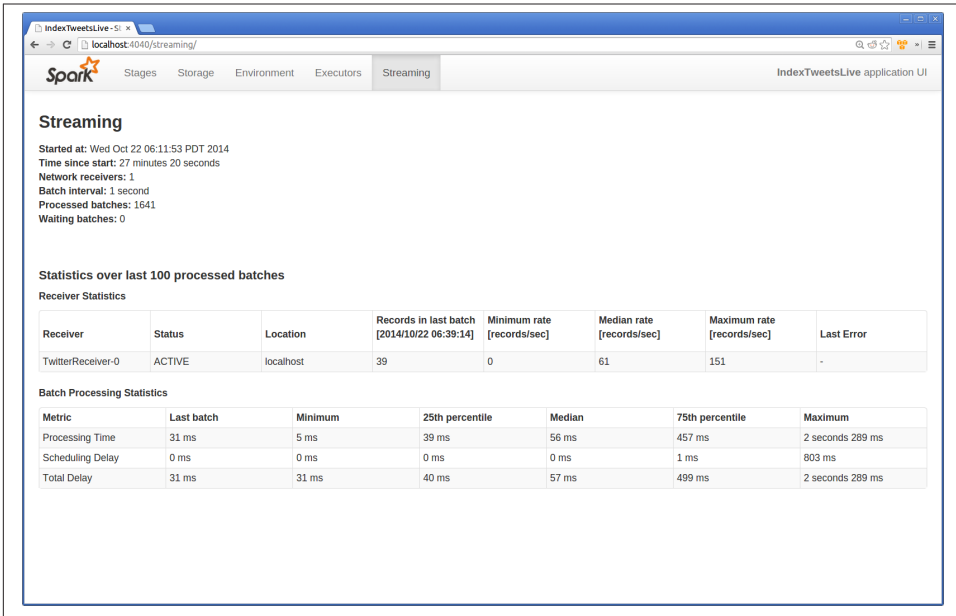 IndexTweetsLive - St
localhost:4040/streaming/
Spark Stages Storage Environment Executors Streaming IndexTweetsLive application UI
Streaming
Started at: Wed Oct 22 06:11:53 PDT 2014
Time since start: 27 minutes 20 seconds
Network receivers: 1
Batch interval: 1 second
Processed batches: 1641
Waiting batches: 0
Statistics over last 100 processed batches
Receiver Statistics
Receiver Status Location Records in last batch [2014/10/22 06:39:14] Minimum rate [records/sec] Median rate [records/sec] Maximum rate [records/sec] Last Error
TwitterReceiver-0 ACTIVE localhost 39 0 61 151 -
Batch Processing Statistics
Metric Last batch Minimum 25th percentile Median 75th percentile Maximum
Processing Time 31 ms 5 ms 39 ms 56 ms 457 ms 2 seconds 289 ms
Scheduling Delay 0 ms 0 ms 0 ms 0 ms 1 ms 803 ms
Total Delay 31 ms 31 ms 40 ms 57 ms 499 ms 2 seconds 289 ms